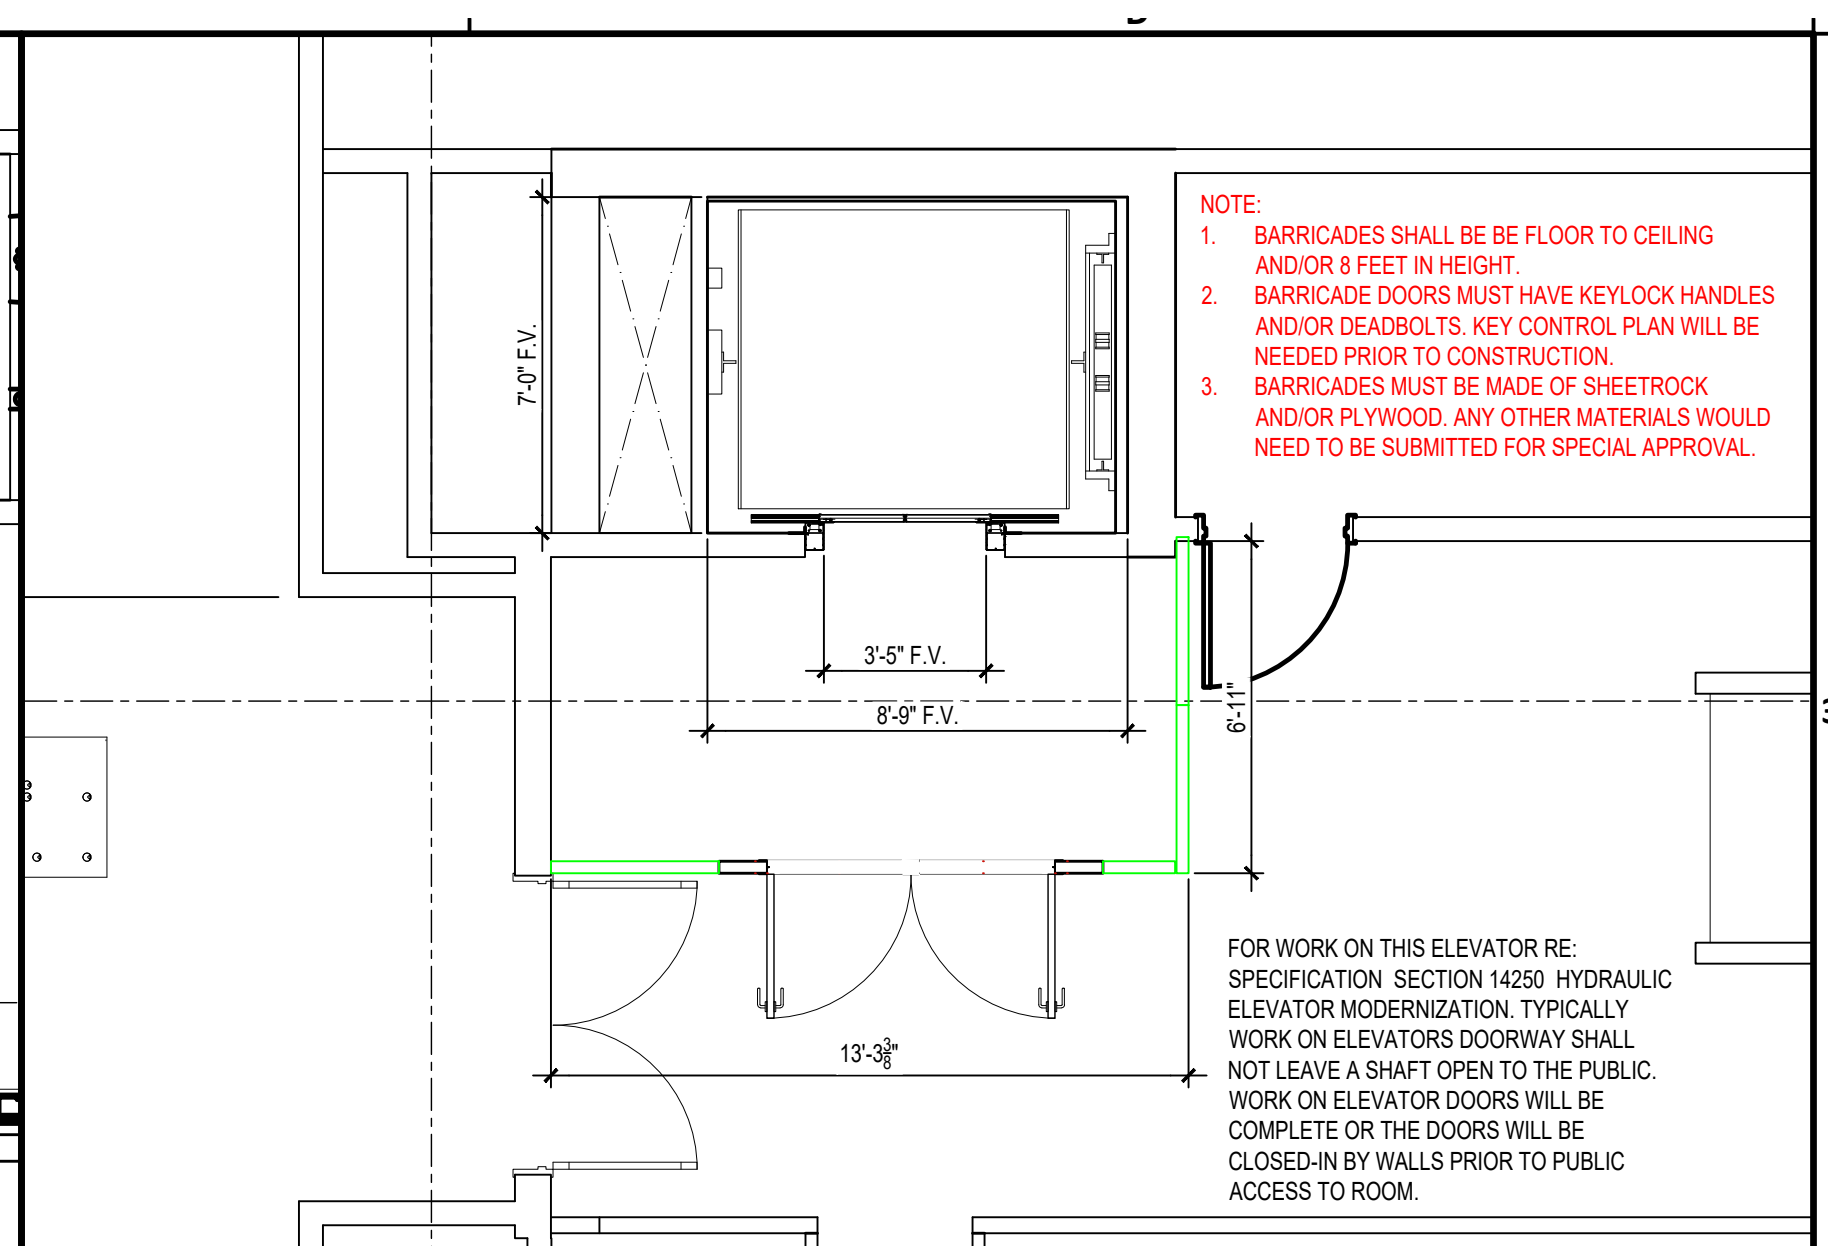 NOTE:
1. BARRICADES SHALL BE BE FLOOR TO CEILING
AND/OR 8 FEET IN HEIGHT.
2. BARRICADE DOORS MUST HAVE KEYLOCK HANDLES
AND/OR DEADBOLTS. KEY CONTROL PLAN WILL BE
NEEDED PRIOR TO CONSTRUCTION.
3. BARRICADES MUST BE MADE OF SHEETROCK
AND/OR PLYWOOD. ANY OTHER MATERIALS WOULD
NEED TO BE SUBMITTED FOR SPECIAL APPROVAL.
7'-0" F.V.
3'-5" F.V.
8'-9" F.V.
6'-11"
13'-3 3/8"
FOR WORK ON THIS ELEVATOR RE:
SPECIFICATION SECTION 14250 HYDRAULIC
ELEVATOR MODERNIZATION. TYPICALLY
WORK ON ELEVATORS DOORWAY SHALL
NOT LEAVE A SHAFT OPEN TO THE PUBLIC.
WORK ON ELEVATOR DOORS WILL BE
COMPLETE OR THE DOORS WILL BE
CLOSED-IN BY WALLS PRIOR TO PUBLIC
ACCESS TO ROOM.